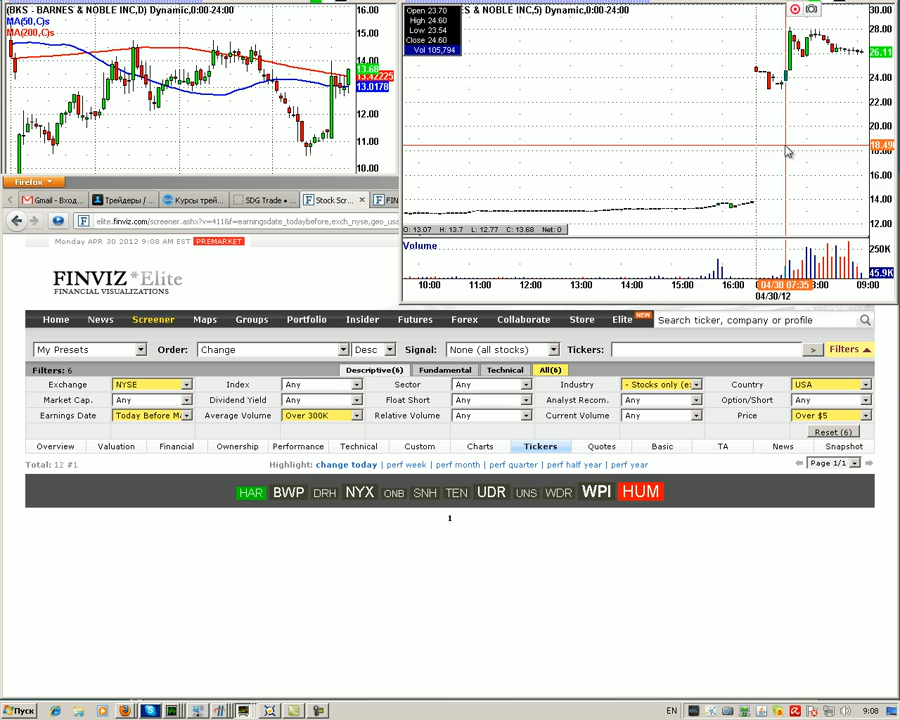 (BKS - BARNES & NOBLE INC,D) Dynamic,0:00-24:00
MA(50,C)s
MA(200,C)s
16.00
15.00
14.00
13.68
13.42225
13.0178
12.00
11.00
10.00
Open 23.70
High 24.60
Low 23.54
Close 24.60
Vol 105,794
ES & NOBLE INC,5) Dynamic,0:00-24:00
30.00
28.00
26.11
24.00
22.00
20.00
18.49
18.00
16.00
14.00
12.00
O: 13.07 H: 13.7 L: 12.77 C: 13.68 Net: 0
Volume
250K
45.9K
10:00 11:00 12:00 13:00 14:00 15:00 16:00 04/30 07:35 8:00 09:00
04/30/12
Firefox
Gmail - Вход... Трейдеры / ... Курсы трей... SDG Trade • ... Stock Scr... FIN
elite.finviz.com/screener.ashx?v=411&f=earningsdate_todaybefore,exch_nyse,geo_us
Monday APR 30 2012 9:08 AM EST PREMARKET
FINVIZ*Elite
FINANCIAL VISUALIZATIONS
Home News Screener Maps Groups Portfolio Insider Futures Forex Collaborate Store Elite NEW Search ticker, company or profile
My Presets Order: Change Desc Signal: None (all stocks) Tickers: > Filters
Filters: 6 Descriptive(6) Fundamental Technical All(6)
Exchange NYSE Index Any Sector Any Industry - Stocks only (e: Country USA
Market Cap. Any Dividend Yield Any Float Short Any Analyst Recom. Any Option/Short Any
Earnings Date Today Before Ma Average Volume Over 300K Relative Volume Any Current Volume Any Price Over $5
Reset (6)
Overview Valuation Financial Ownership Performance Technical Custom Charts Tickers Quotes Basic TA News Snapshot
Total: 12 #1 Highlight: change today | perf week | perf month | perf quarter | perf half year | perf year Page 1/1
HAR BWP DRH NYX ONB SNH TEN UDR UNS WDR WPI HUM
1
Пуск EN 9:08